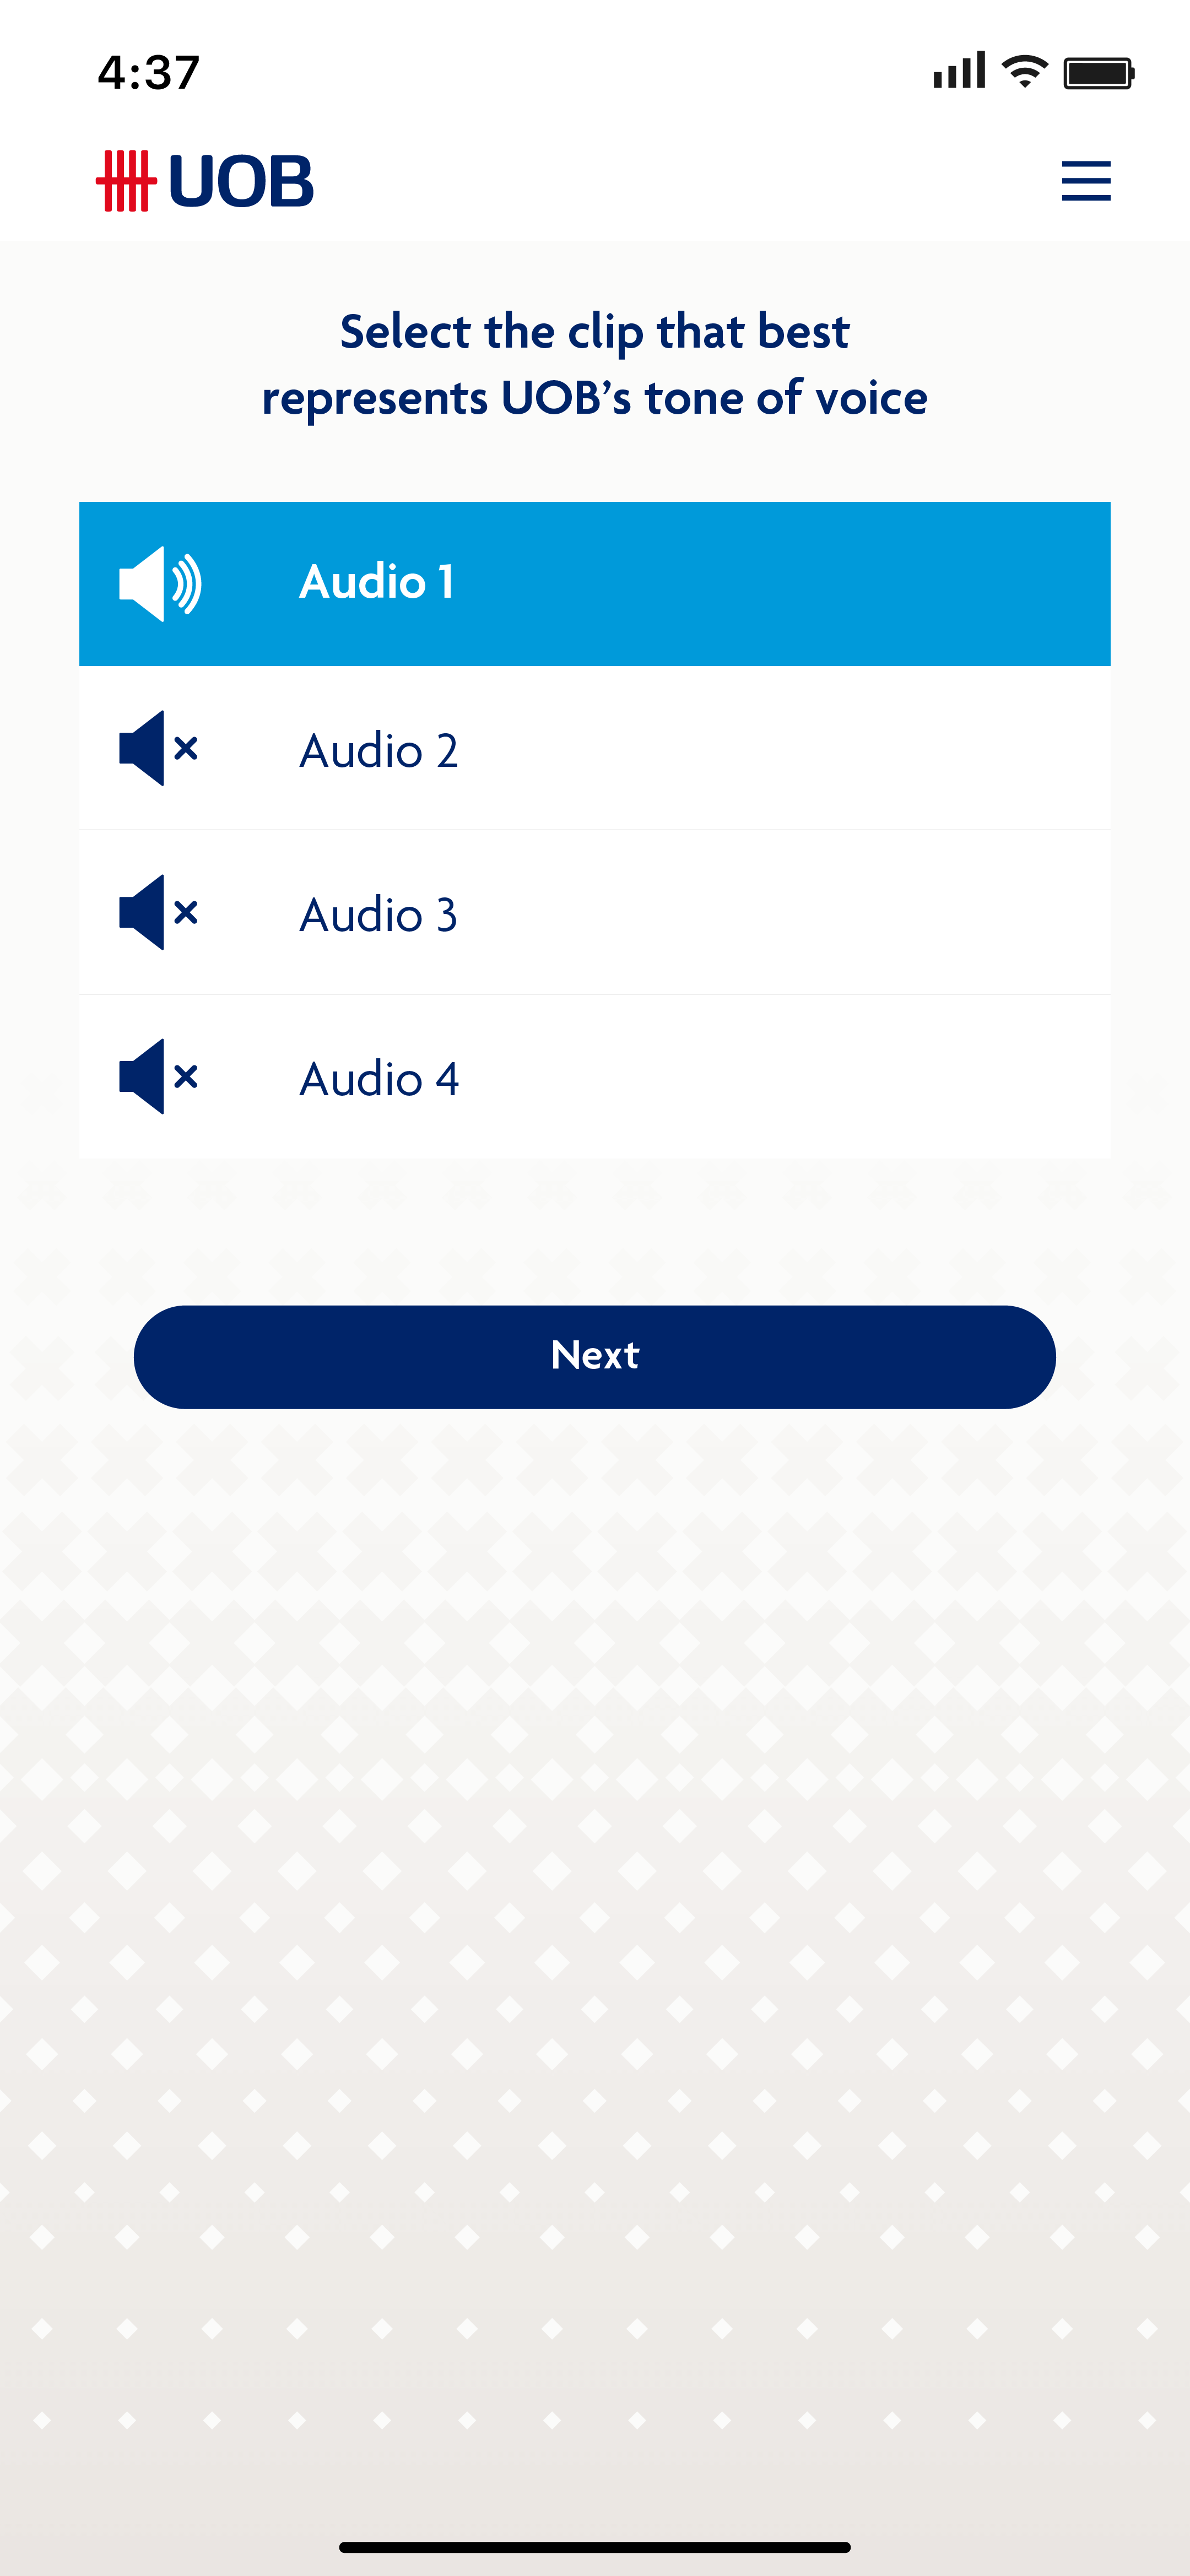 4:37
UOB
Select the clip that best
represents UOB’s tone of voice
Audio 1
Audio 2
Audio 3
Audio 4
Next